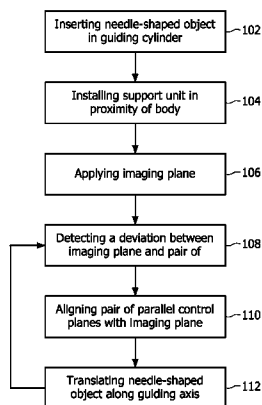 Inserting needle-shaped object
in guiding cylinder
102
Installing support unit in
proximity of body
104
Applying imaging plane
106
Detecting a deviation between
imaging plane and pair of
108
Aligning pair of parallel control
planes with imaging plane
110
Translating needle-shaped
object along guiding axis
112